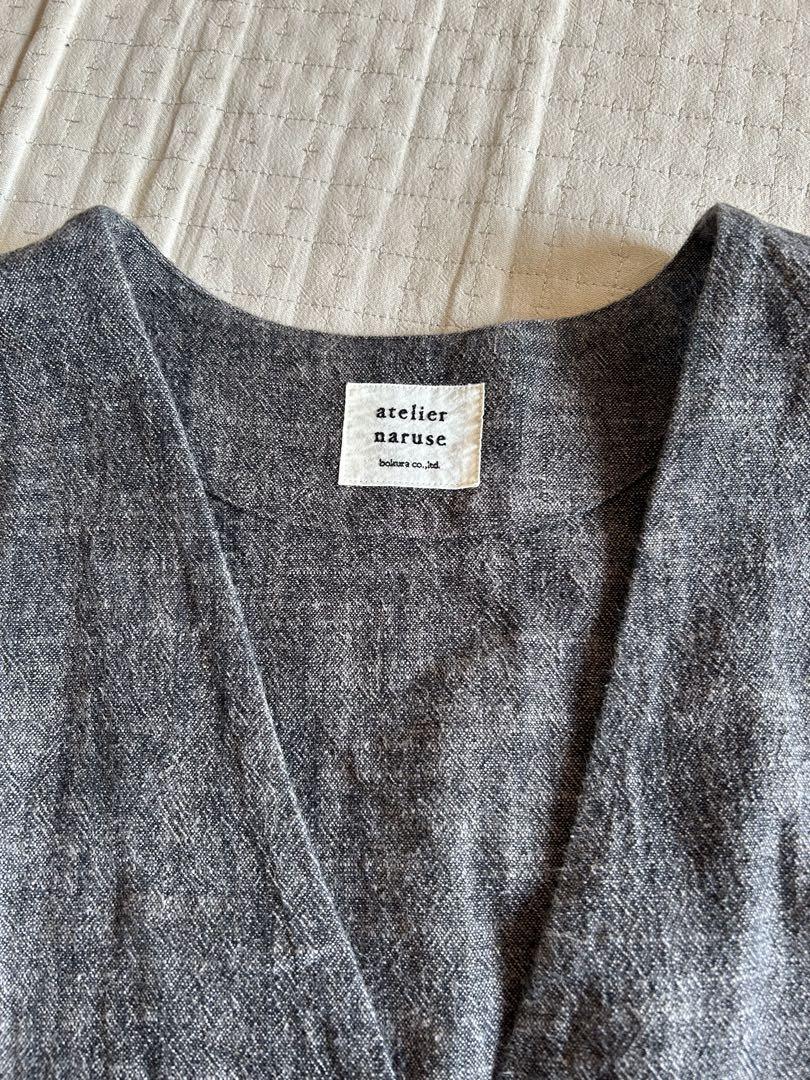 atelier
naruse
bokura co.,ltd.